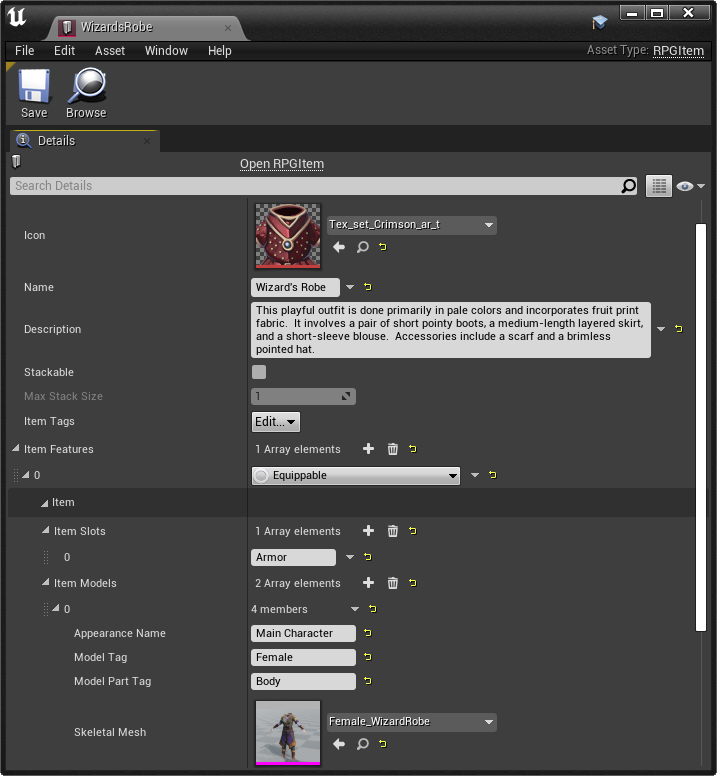 WizardsRobe
File Edit Asset Window Help Asset Type: RPGItem
Save Browse
Details
Open RPGItem
Search Details
Icon Tex_set_Crimson_ar_t
Name Wizard's Robe
Description
This playful outfit is done primarily in pale colors and incorporates fruit print
fabric. It involves a pair of short pointy boots, a medium-length layered skirt,
and a short-sleeve blouse. Accessories include a scarf and a brimless
pointed hat.
Stackable
Max Stack Size 1
Item Tags Edit...
Item Features 1 Array elements
0 Equippable
Item
Item Slots 1 Array elements
0 Armor
Item Models 2 Array elements
0 4 members
Appearance Name Main Character
Model Tag Female
Model Part Tag Body
Skeletal Mesh Female_WizardRobe